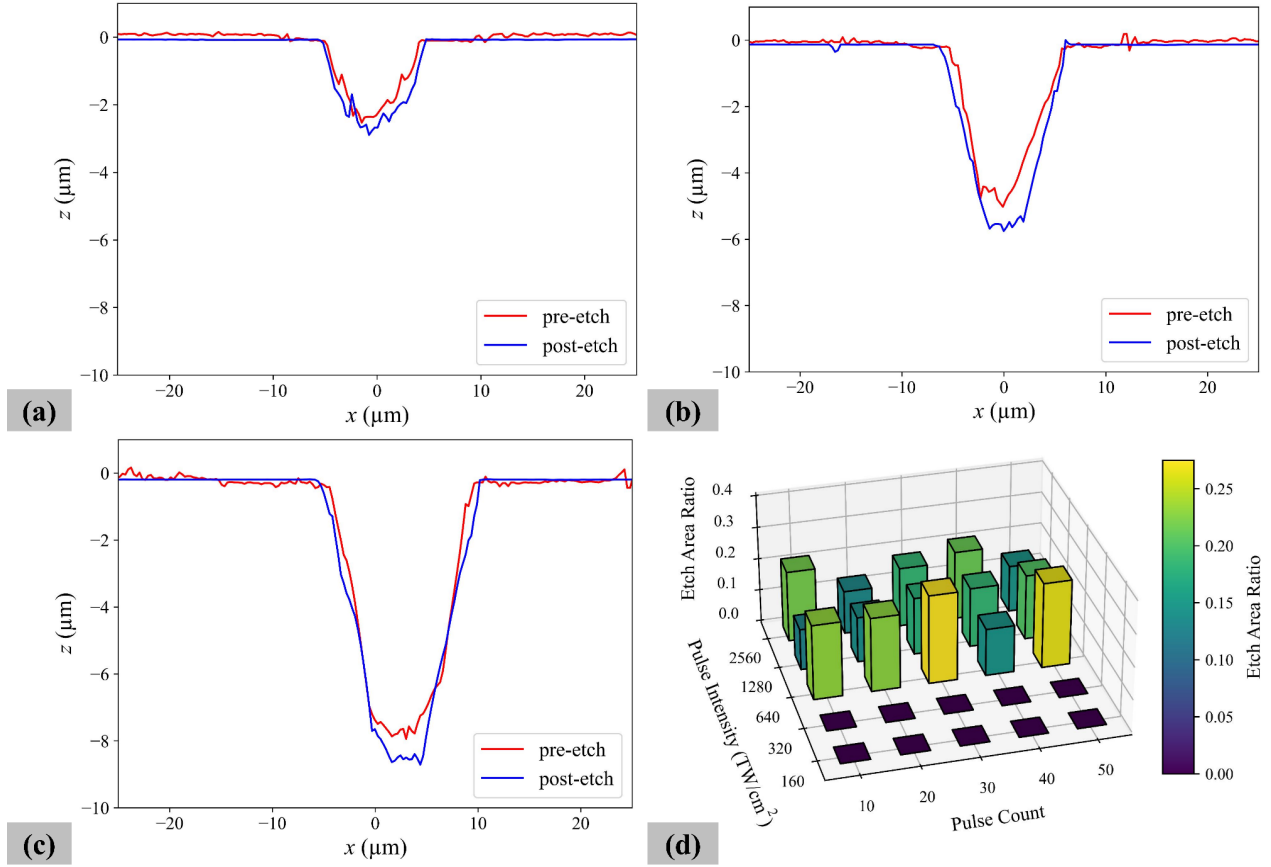 0
−2
−4
−6
−8
−10
z (μm)
pre-etch
post-etch
−20
−10
0
10
20
x (μm)
(a)
0
−2
−4
−6
−8
−10
z (μm)
pre-etch
post-etch
−20
−10
0
10
20
x (μm)
(b)
0
−2
−4
−6
−8
−10
z (μm)
pre-etch
post-etch
−20
−10
0
10
20
x (μm)
(c)
0.4
0.3
0.2
0.1
0.0
Etch Area Ratio
2560
1280
640
320
160
Pulse Intensity (TW/cm²)
10
20
30
40
50
Pulse Count
0.25
0.20
0.15
0.10
0.05
0.00
Etch Area Ratio
(d)